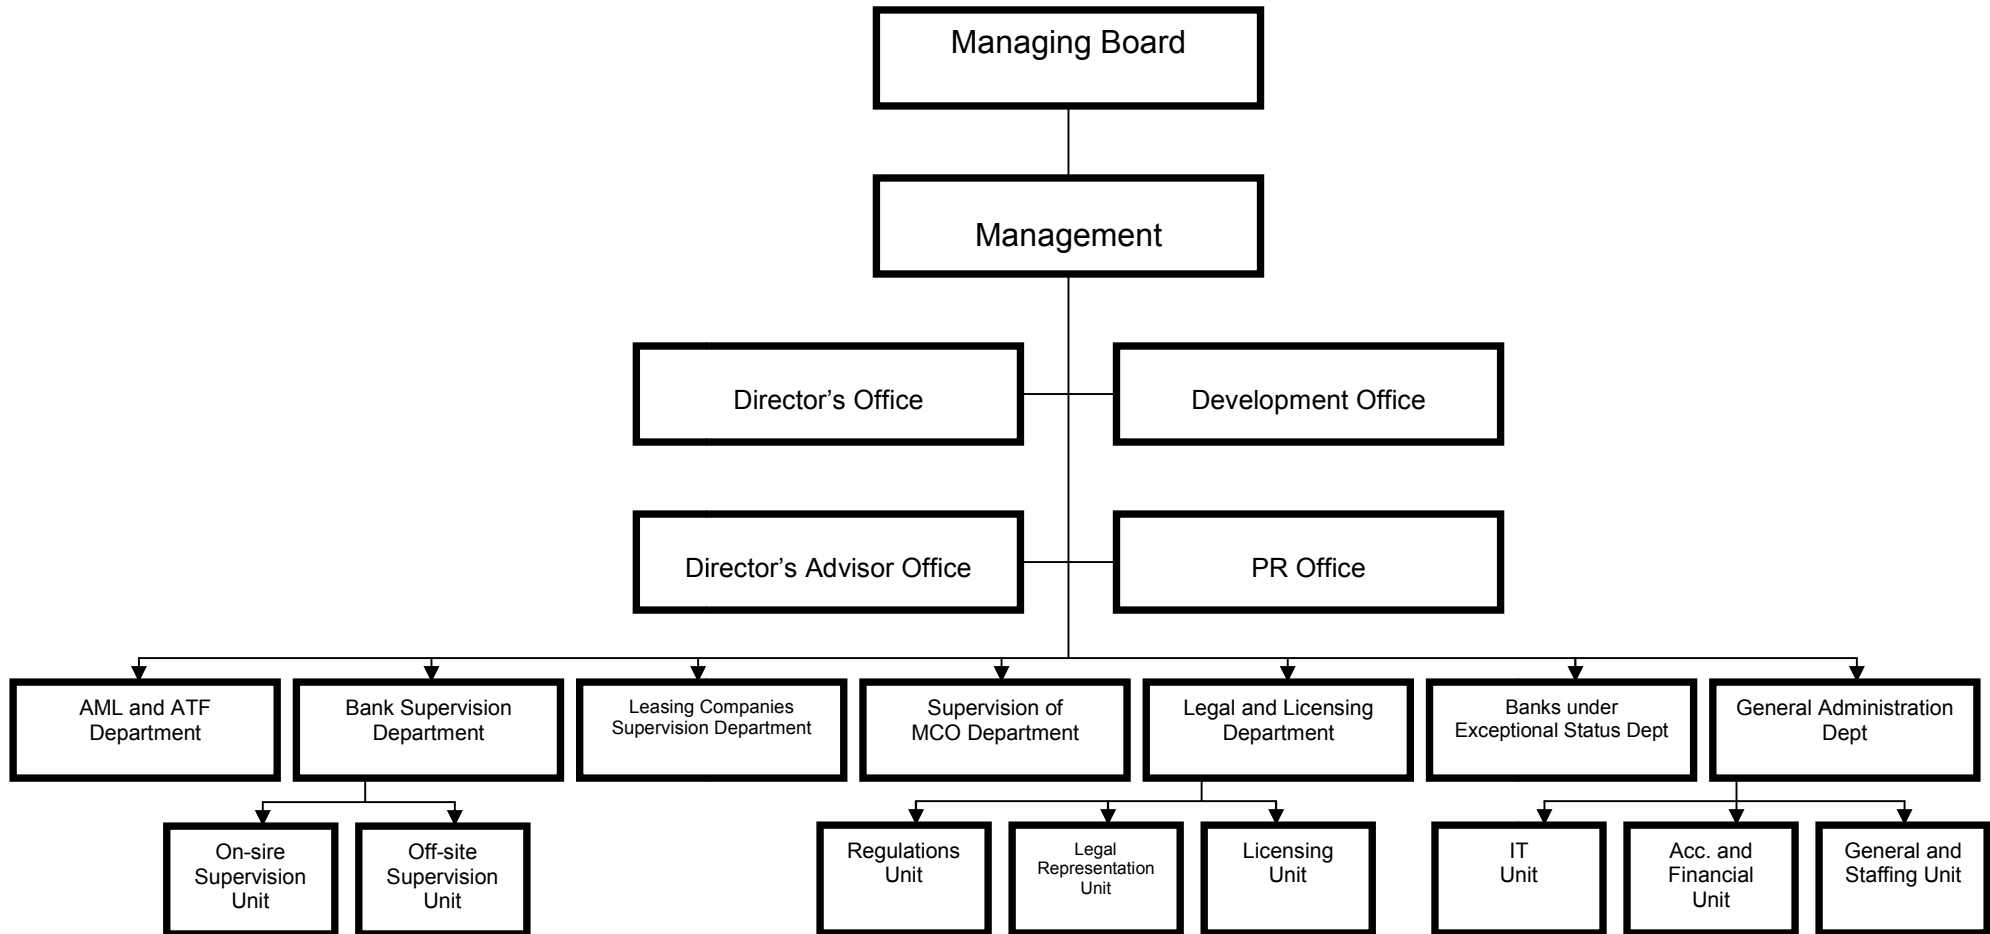 Managing Board
Management
Director’s Office
Development Office
Director’s Advisor Office
PR Office
AML and ATF
Department
Bank Supervision
Department
Leasing Companies
Supervision Department
Supervision of
MCO Department
Legal and Licensing
Department
Banks under
Exceptional Status Dept
General Administration
Dept
On-sire
Supervision
Unit
Off-site
Supervision
Unit
Regulations
Unit
Legal
Representation
Unit
Licensing
Unit
IT
Unit
Acc. and
Financial
Unit
General and
Staffing Unit